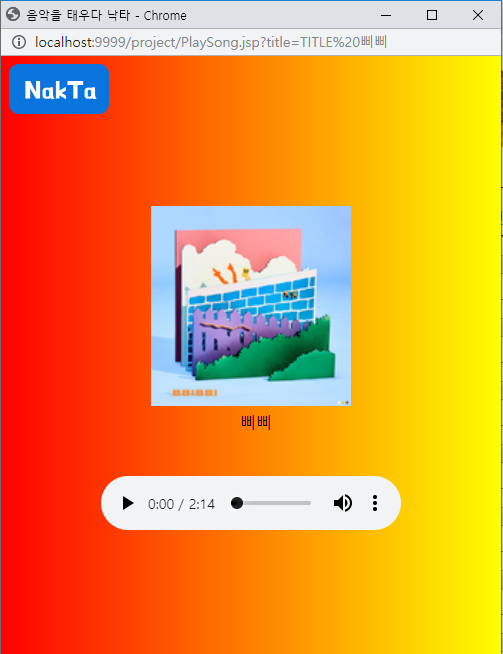 음악을 태우다 낙타 - Chrome
localhost:9999/project/PlaySong.jsp?title=TITLE%20삐삐
NakTa
BBIBBI
삐삐
0:00 / 2:14